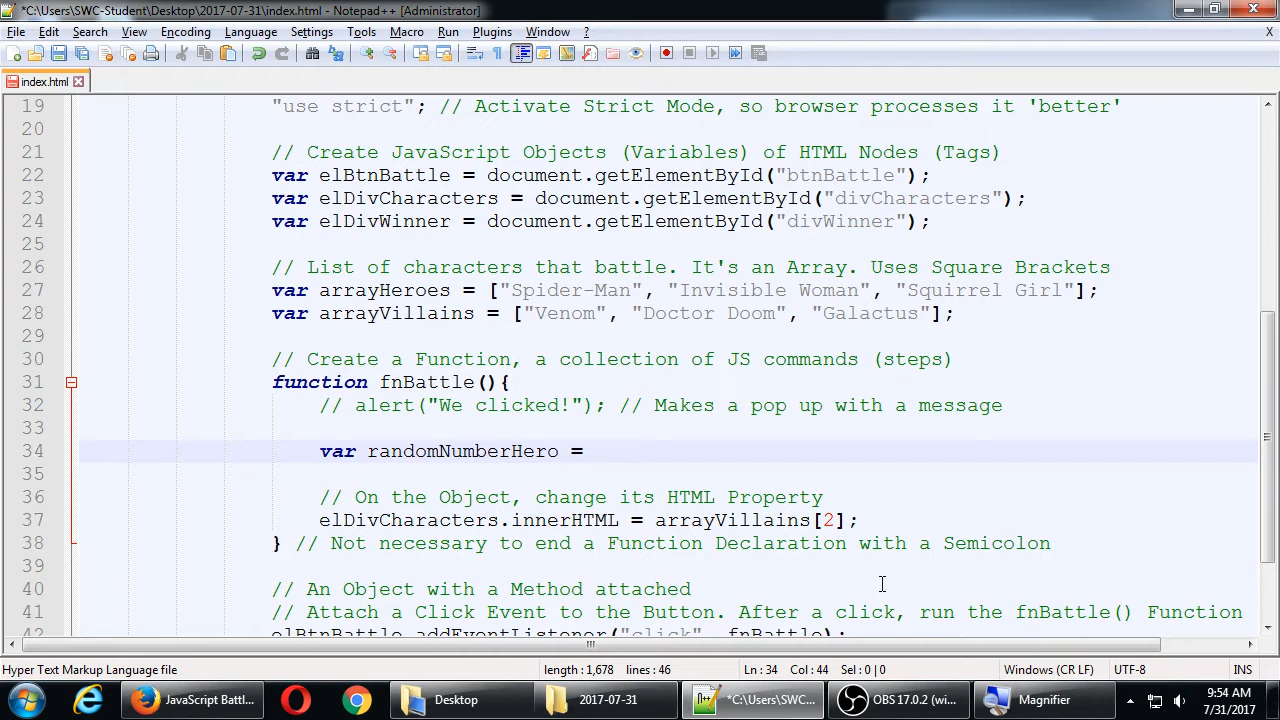 *C:\Users\SWC-Student\Desktop\2017-07-31\index.html - Notepad++ [Administrator]
File Edit Search View Encoding Language Settings Tools Macro Run Plugins Window ? X
index.html
19 "use strict"; // Activate Strict Mode, so browser processes it 'better'
20
21 // Create JavaScript Objects (Variables) of HTML Nodes (Tags)
22 var elBtnBattle = document.getElementById("btnBattle");
23 var elDivCharacters = document.getElementById("divCharacters");
24 var elDivWinner = document.getElementById("divWinner");
25
26 // List of characters that battle. It's an Array. Uses Square Brackets
27 var arrayHeroes = ["Spider-Man", "Invisible Woman", "Squirrel Girl"];
28 var arrayVillains = ["Venom", "Doctor Doom", "Galactus"];
29
30 // Create a Function, a collection of JS commands (steps)
31 function fnBattle(){
32 // alert("We clicked!"); // Makes a pop up with a message
33
34 var randomNumberHero =
35
36 // On the Object, change its HTML Property
37 elDivCharacters.innerHTML = arrayVillains[2];
38 } // Not necessary to end a Function Declaration with a Semicolon
39
40 // An Object with a Method attached
41 // Attach a Click Event to the Button. After a click, run the fnBattle() Function
42 elBtnBattle.addEventListener("click", fnBattle);
Hyper Text Markup Language file length : 1,678 lines : 46 Ln : 34 Col : 44 Sel : 0 | 0 Windows (CR LF) UTF-8 INS
JavaScript Battl... Desktop 2017-07-31 *C:\Users\SWC-Stud... OBS 17.0.2 (wi... Magnifier 9:54 AM
7/31/2017